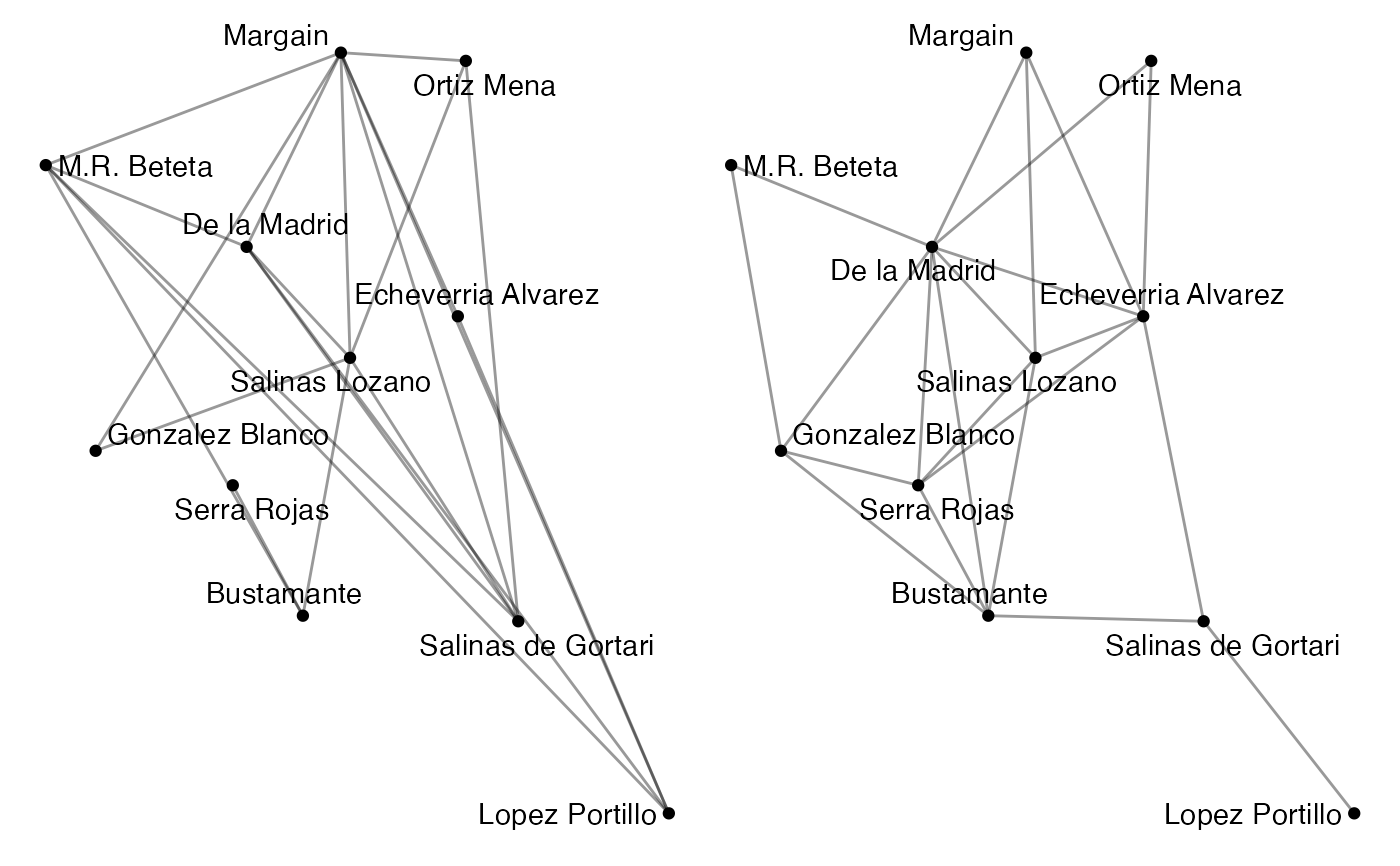 Margain
Ortiz Mena
M.R. Beteta
De la Madrid
Echeverria Alvarez
Salinas Lozano
Gonzalez Blanco
Serra Rojas
Bustamante
Salinas de Gortari
Lopez Portillo
Margain
Ortiz Mena
M.R. Beteta
De la Madrid
Echeverria Alvarez
Salinas Lozano
Gonzalez Blanco
Serra Rojas
Bustamante
Salinas de Gortari
Lopez Portillo